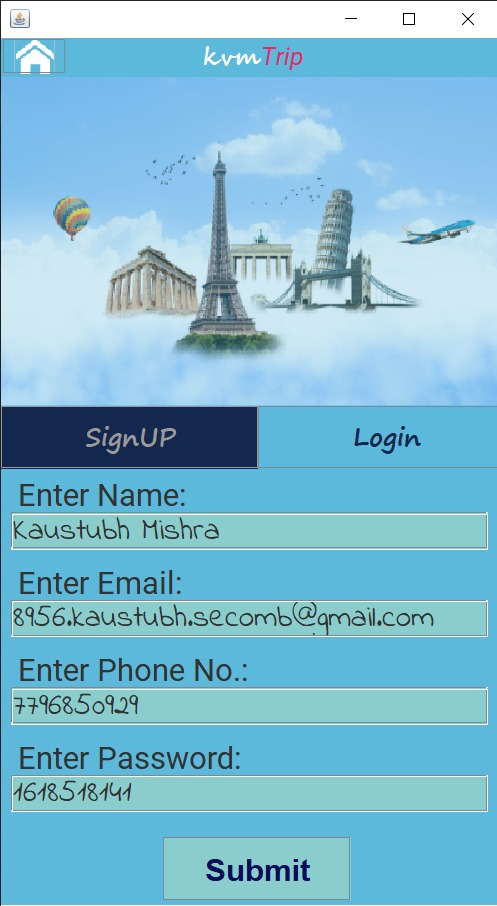 kvmTrip
SignUP
Login
Enter Name:
Kaustubh Mishra
Enter Email:
8956.kaustubh.secomb@gmail.com
Enter Phone No.:
7796850929
Enter Password:
1618518141
Submit